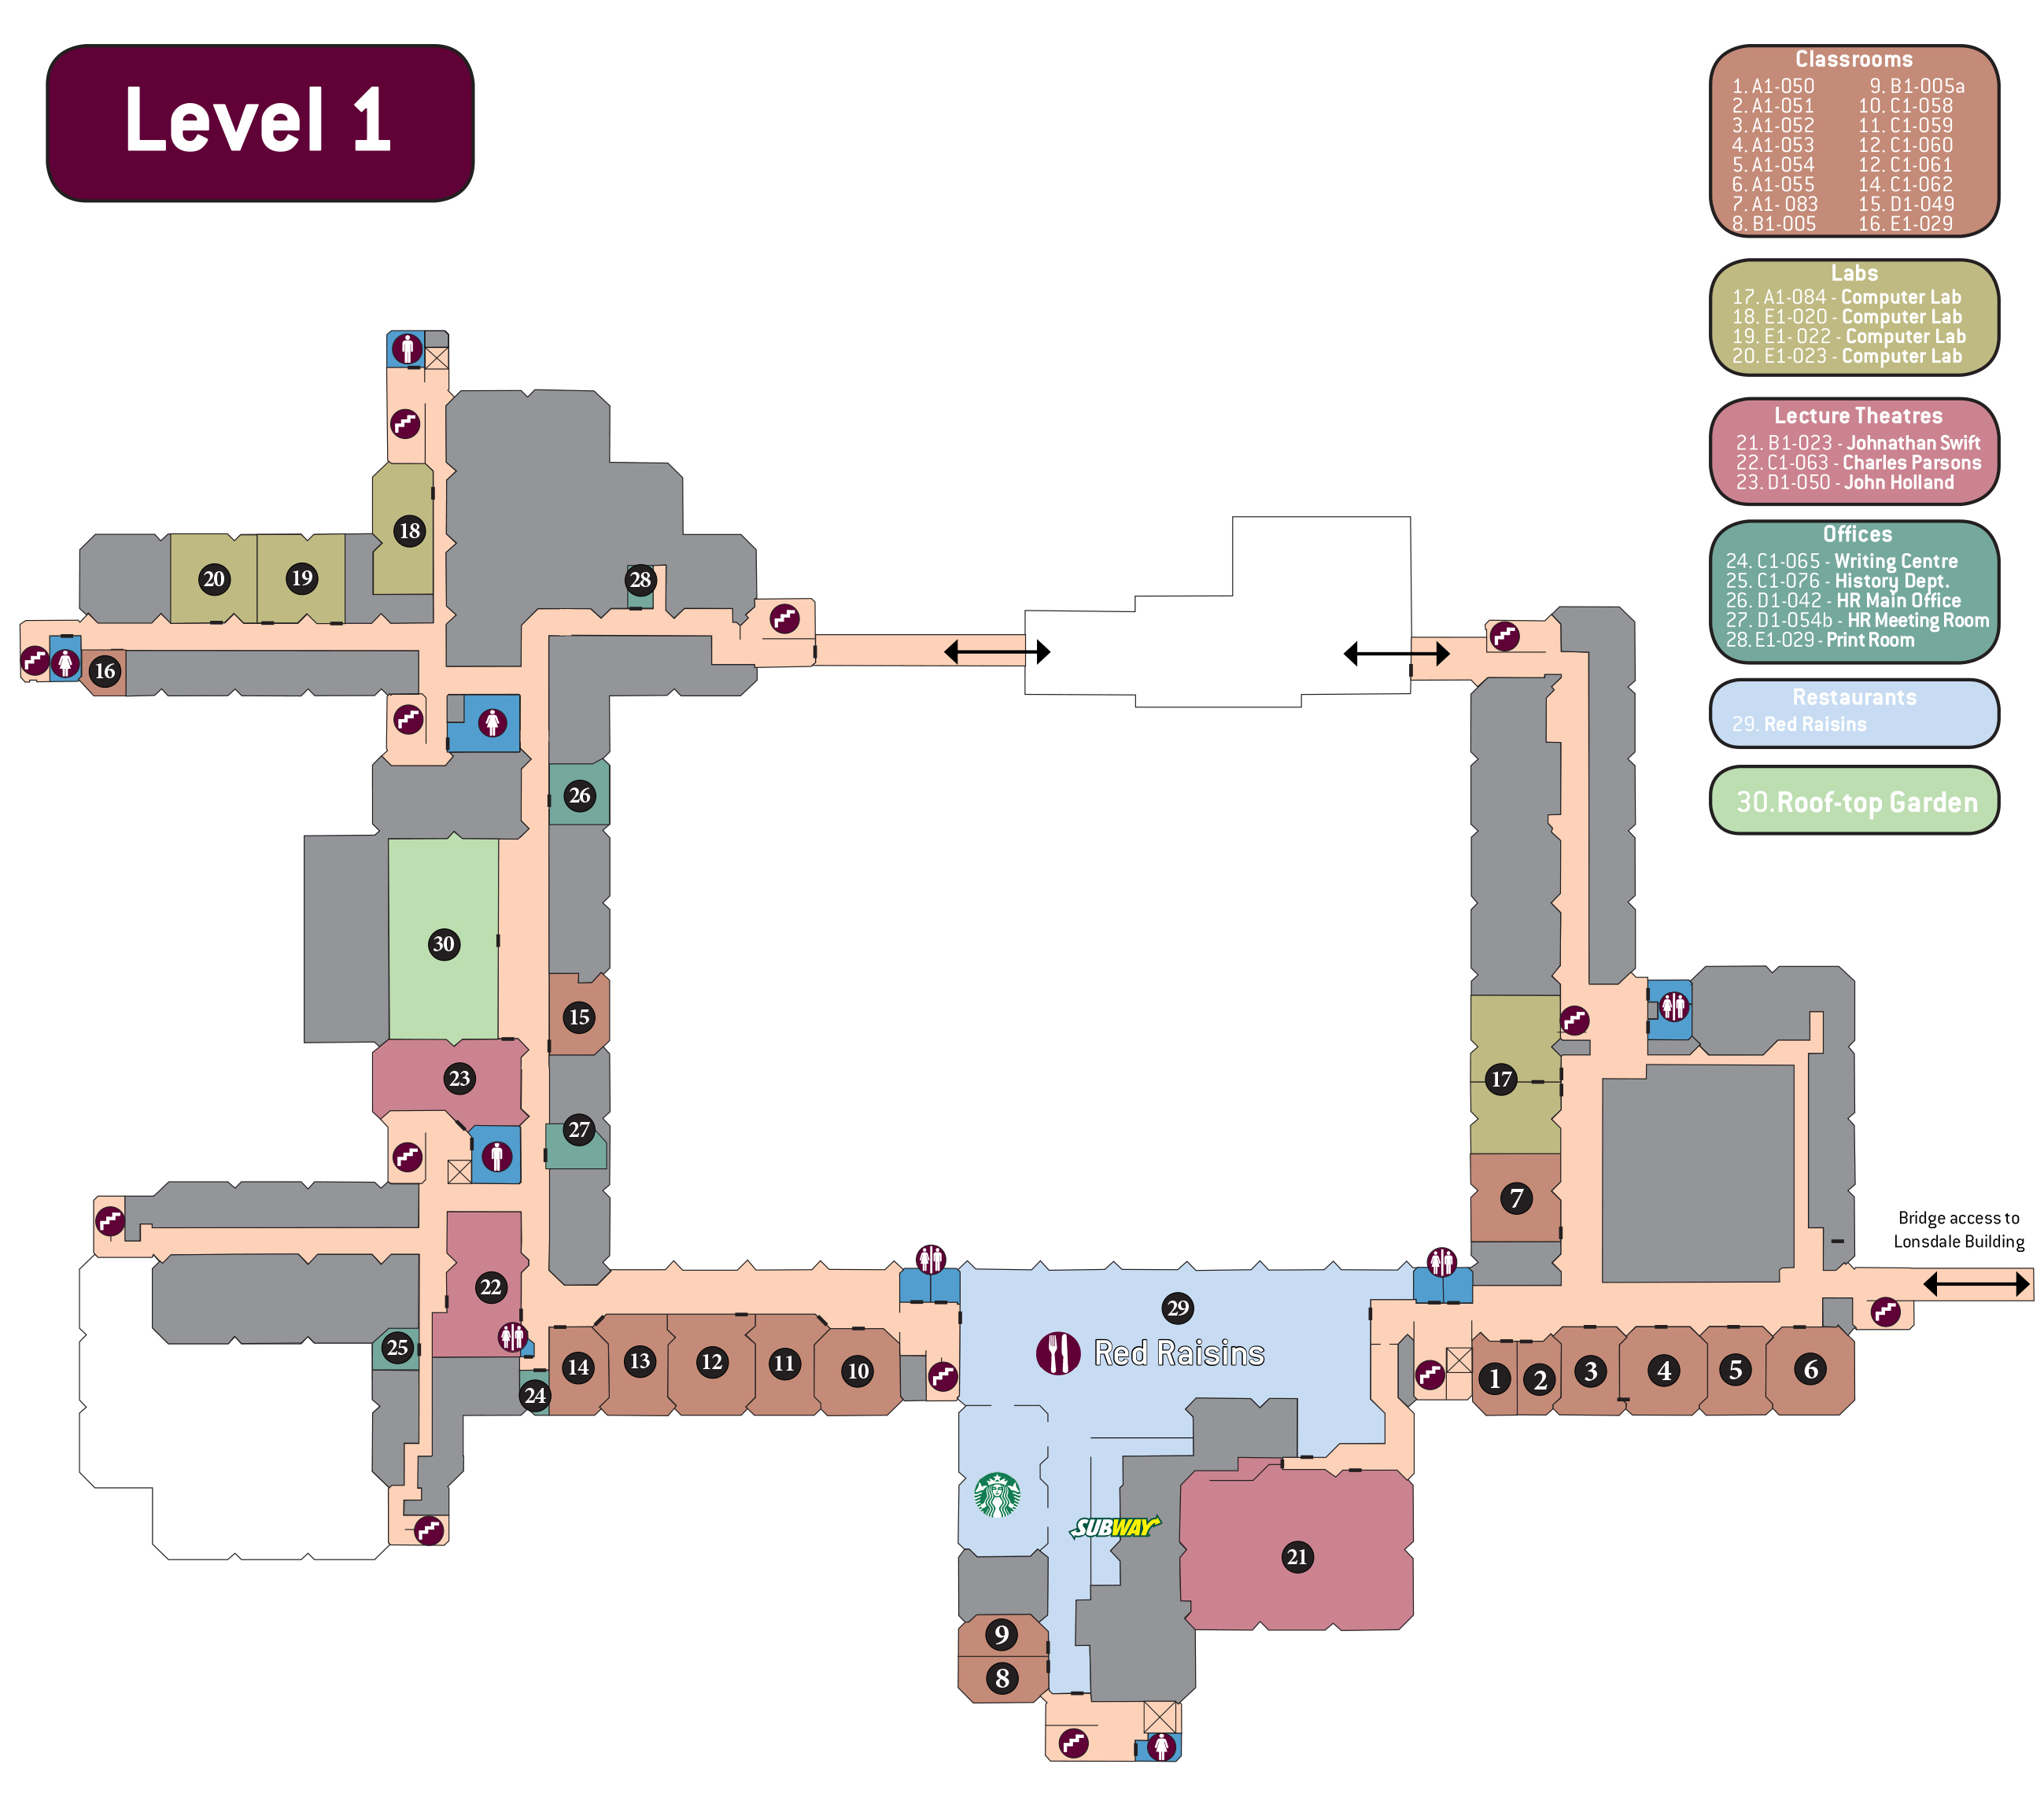 Level 1
Classrooms
1. A1-050
2. A1-051
3. A1-052
4. A1-053
5. A1-054
6. A1-055
7. A1- 083
8. B1-005
9. B1-005a
10. C1-058
11. C1-059
12. C1-060
12. C1-061
14. C1-062
15. D1-049
16. E1-029
Labs
17. A1-084 - Computer Lab
18. E1-020 - Computer Lab
19. E1- 022 - Computer Lab
20. E1-023 - Computer Lab
Lecture Theatres
21. B1-023 - Johnathan Swift
22. C1-063 - Charles Parsons
23. D1-050 - John Holland
Offices
24. C1-065 - Writing Centre
25. C1-076 - History Dept.
26. D1-042 - HR Main Office
27. D1-054b - HR Meeting Room
28. E1-029 - Print Room
Restaurants
29. Red Raisins
30.Roof-top Garden
18
28
20
19
16
26
30
15
23
17
27
7
Bridge access to
Lonsdale Building
22
29
25
Red Raisins
14
13
12
11
10
24
1
2
3
4
5
6
SUBWAY
21
9
8